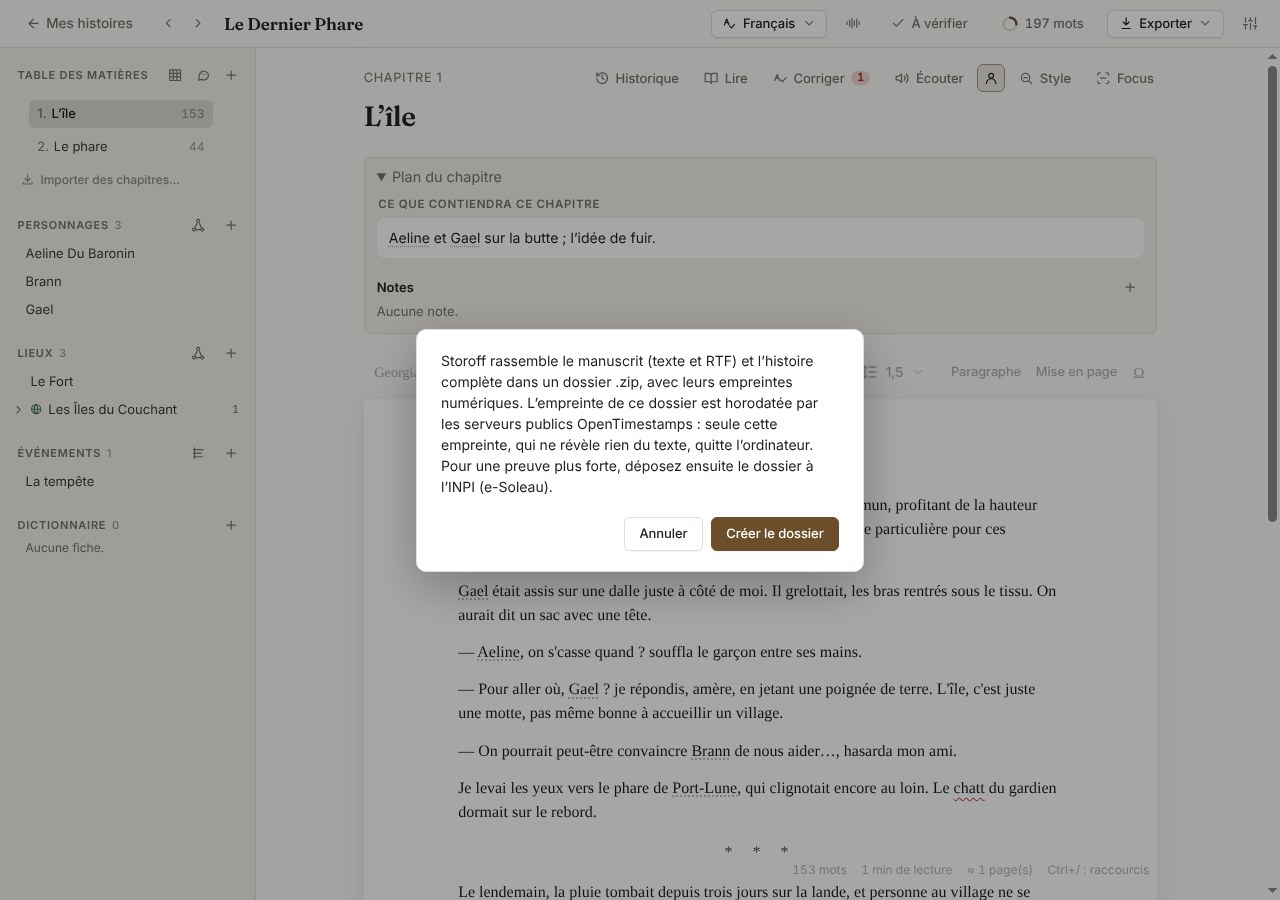 Mes histoires
Le Dernier Phare
Français
À vérifier
197 mots
Exporter
TABLE DES MATIÈRES
1. L’île 153
2. Le phare 44
Importer des chapitres…
PERSONNAGES 3
Aeline Du Baronin
Brann
Gael
LIEUX 3
Le Fort
Les Îles du Couchant 1
ÉVÉNEMENTS 1
La tempête
DICTIONNAIRE 0
Aucune fiche.
CHAPITRE 1
Historique
Lire
Corriger 1
Écouter
Style
Focus
L’île
Plan du chapitre
CE QUE CONTIENDRA CE CHAPITRE
Aeline et Gael sur la butte ; l’idée de fuir.
Notes
Aucune note.
Storoff rassemble le manuscrit (texte et RTF) et l’histoire
complète dans un dossier .zip, avec leurs empreintes
numériques. L’empreinte de ce dossier est horodatée par
les serveurs publics OpenTimestamps : seule cette
empreinte, qui ne révèle rien du texte, quitte l’ordinateur.
Pour une preuve plus forte, déposez ensuite le dossier à
l’INPI (e-Soleau).
Annuler
Créer le dossier
1,5
Paragraphe
Mise en page
Ω
profitant de la hauteur
particulière pour ces
Gael était assis sur une dalle juste à côté de moi. Il grelottait, les bras rentrés sous le tissu. On
aurait dit un sac avec une tête.
— Aeline, on s'casse quand ? souffla le garçon entre ses mains.
— Pour aller où, Gael ? je répondis, amère, en jetant une poignée de terre. L'île, c'est juste
une motte, pas même bonne à accueillir un village.
— On pourrait peut-être convaincre Brann de nous aider…, hasarda mon ami.
Je levai les yeux vers le phare de Port-Lune, qui clignotait encore au loin. Le chatt du gardien
dormait sur le rebord.
* * *
153 mots
1 min de lecture
≈ 1 page(s)
Ctrl+/ : raccourcis
Le lendemain, la pluie tombait depuis trois jours sur la lande, et personne au village ne se